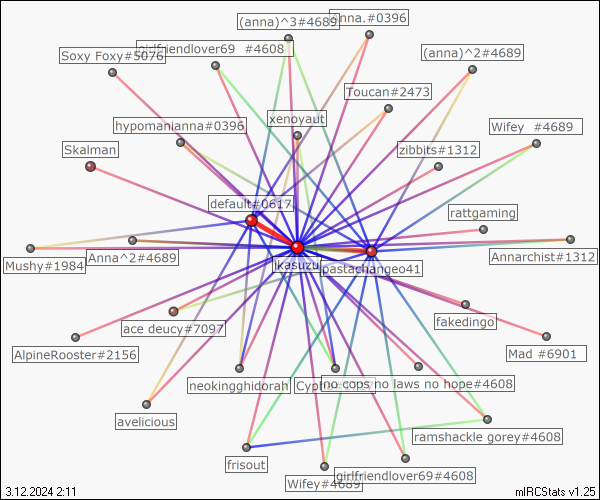 (anna)^3#4689
anna.#0396
girlfriendlover69 #4608
Soxy Foxy#5076
(anna)^2#4689
Toucan#2473
xenoyaut
hypomanianna#0396
Wifey #4689
Skalman
zibbits#1312
default#0617
rattgaming
Mushy#1984
Anna^2#4689
Annarchist#1312
ikasuzu
pastachangeo41
fakedingo
ace deucy#7097
AlpineRooster#2156
Mad #6901
neokingghidorah
no cops no laws no hope#4608
avelicious
ramshackle gorey#4608
frisout
Wifey#4689
girlfriendlover69#4608
3.12.2024 2:11
mIRCStats v1.25